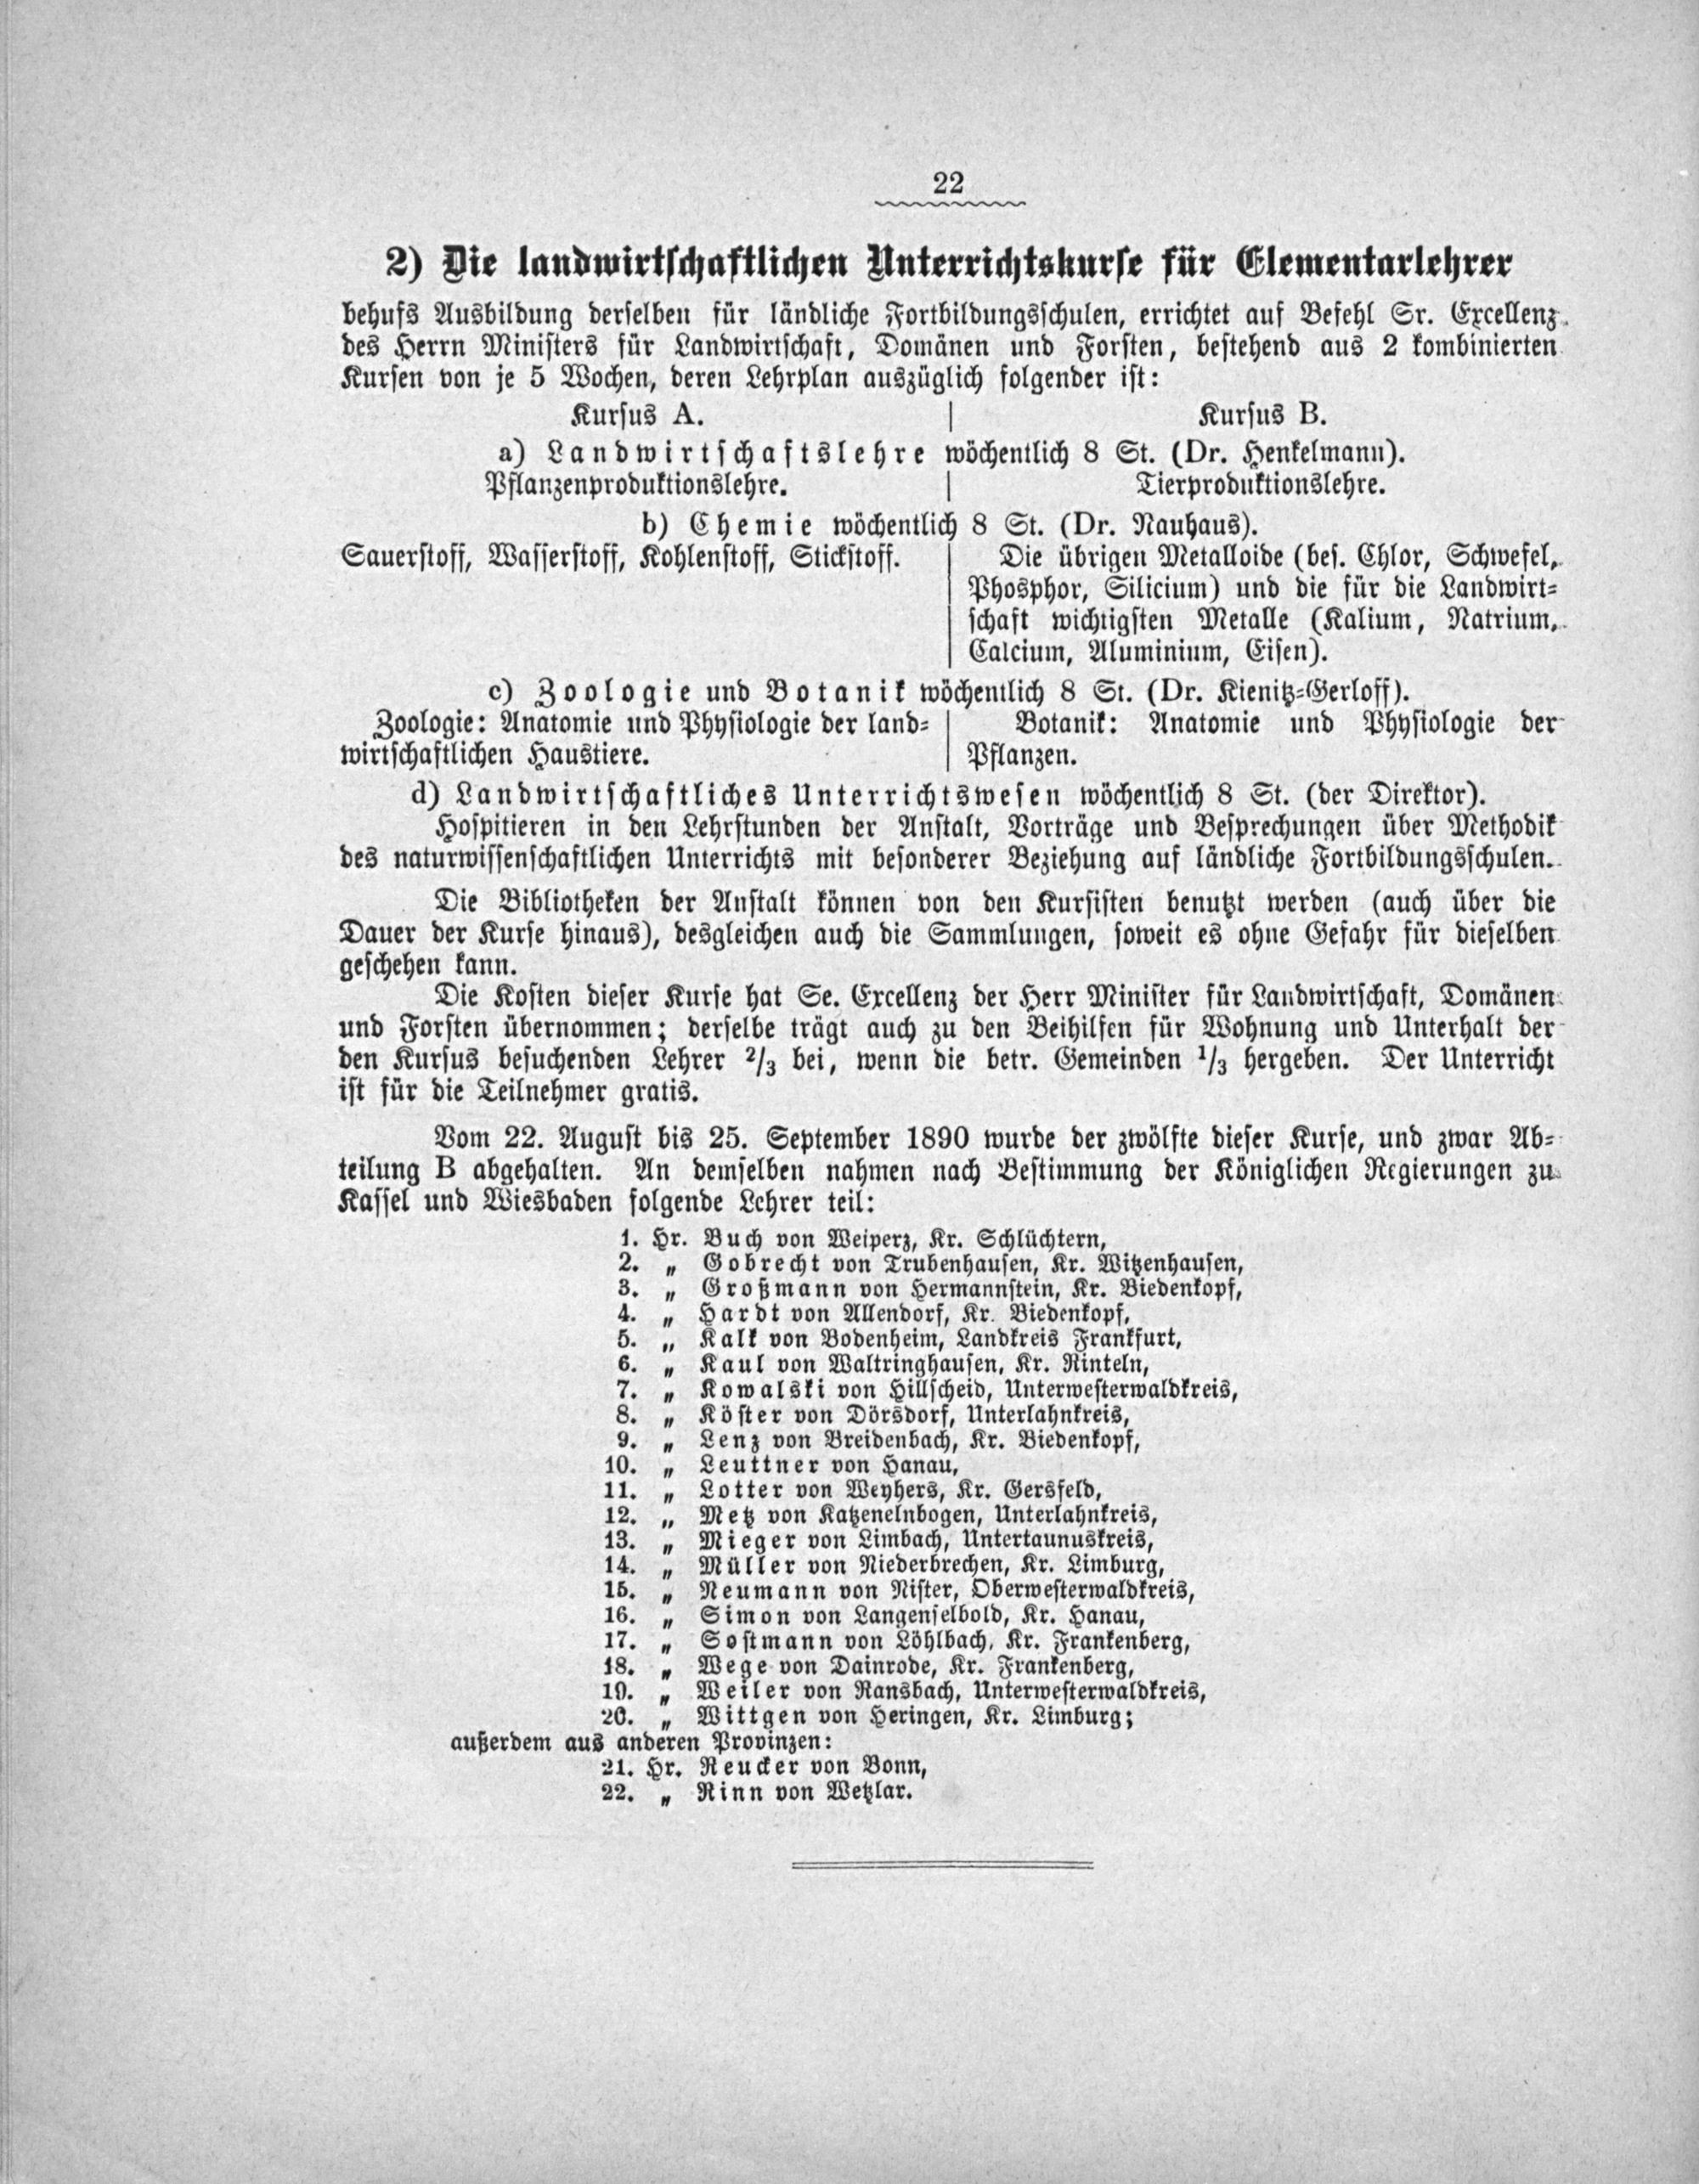 22
2) Die landwirtschaftlichen Unterrichtskurse für Elementarlehrer
behufs Ausbildung derselben für ländliche Fortbildungsschulen, errichtet auf Befehl Sr. Excellenz
des Herrn Ministers für Landwirtschaft, Domänen und Forsten, bestehend aus 2 kombinierten
Kursen von je 5 Wochen, deren Lehrplan auszüglich folgender ist:
Kursus A. | Kursus B.
a) Landwirtschaftslehre wöchentlich 8 St. (Dr. Henkelmann).
Pflanzenproduktionslehre. | Tierproduktionslehre.
b) Chemie wöchentlich 8 St. (Dr. Nauhaus).
Sauerstoff, Wasserstoff, Kohlenstoff, Stickstoff.
Die übrigen Metalloide (bes. Chlor, Schwefel,
Phosphor, Silicium) und die für die Landwirt-
schaft wichtigsten Metalle (Kalium, Natrium,
Calcium, Aluminium, Eisen).
c) Zoologie und Botanik wöchentlich 8 St. (Dr. Kienitz-Gerloff).
Zoologie: Anatomie und Physiologie der land-
wirtschaftlichen Haustiere.
Botanik: Anatomie und Physiologie der
Pflanzen.
d) Landwirtschaftliches Unterrichtswesen wöchentlich 8 St. (der Direktor).
Hospitieren in den Lehrstunden der Anstalt, Vorträge und Besprechungen über Methodik
des naturwissenschaftlichen Unterrichts mit besonderer Beziehung auf ländliche Fortbildungsschulen.
Die Bibliotheken der Anstalt können von den Kursisten benutzt werden (auch über die
Dauer der Kurse hinaus), desgleichen auch die Sammlungen, soweit es ohne Gefahr für dieselben
geschehen kann.
Die Kosten dieser Kurse hat Se. Excellenz der Herr Minister für Landwirtschaft, Domänen
und Forsten übernommen; derselbe trägt auch zu den Beihilfen für Wohnung und Unterhalt der
den Kursus besuchenden Lehrer 2/3 bei, wenn die betr. Gemeinden 1/3 hergeben. Der Unterricht
ist für die Teilnehmer gratis.
Vom 22. August bis 25. September 1890 wurde der zwölfte dieser Kurse, und zwar Ab-
teilung B abgehalten. An demselben nahmen nach Bestimmung der Königlichen Regierungen zu
Kassel und Wiesbaden folgende Lehrer teil:
1. Hr. Buch von Weiperz, Kr. Schlüchtern,
2. „ Gobrecht von Trubenhausen, Kr. Witzenhausen,
3. „ Großmann von Hermannstein, Kr. Biedenkopf,
4. „ Hardt von Allendorf, Kr. Biedenkopf,
5. „ Kalk von Bodenheim, Landkreis Frankfurt,
6. „ Kaul von Waltringhausen, Kr. Rinteln,
7. „ Kowalski von Hillscheid, Unterwesterwaldkreis,
8. „ Köster von Dörsdorf, Unterlahnkreis,
9. „ Lenz von Breidenbach, Kr. Biedenkopf,
10. „ Leuttner von Hanau,
11. „ Lotter von Weyhers, Kr. Gersfeld,
12. „ Metz von Katzenelnbogen, Unterlahnkreis,
13. „ Mieger von Limbach, Untertaunuskreis,
14. „ Müller von Niederbrechen, Kr. Limburg,
15. „ Neumann von Nister, Oberwesterwaldkreis,
16. „ Simon von Langenselbold, Kr. Hanau,
17. „ Sostmann von Löhlbach, Kr. Frankenberg,
18. „ Wege von Dainrode, Kr. Frankenberg,
19. „ Weiler von Ransbach, Unterwesterwaldkreis,
20. „ Wittgen von Heringen, Kr. Limburg;
außerdem aus anderen Provinzen:
21. Hr. Reucker von Bonn,
22. „ Rinn von Wetzlar.